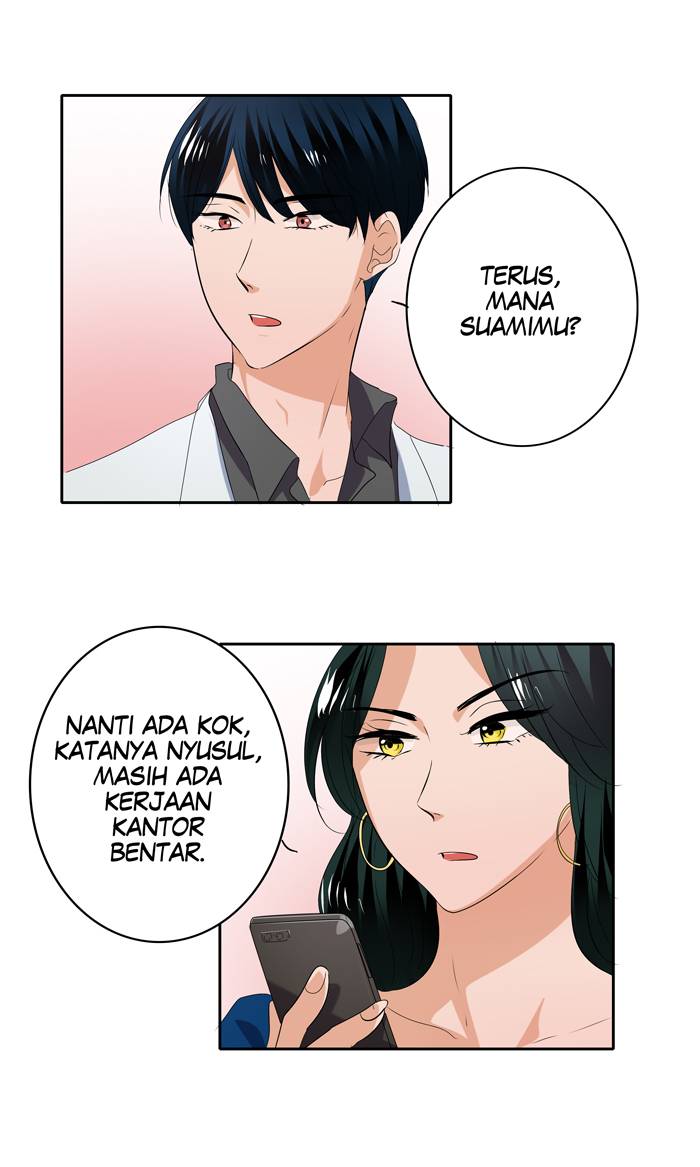 TERUS,
MANA
SUAMIMU?
NANTI ADA KOK,
KATANYA NYUSUL,
MASIH ADA
KERJAAN
KANTOR
BENTAR.